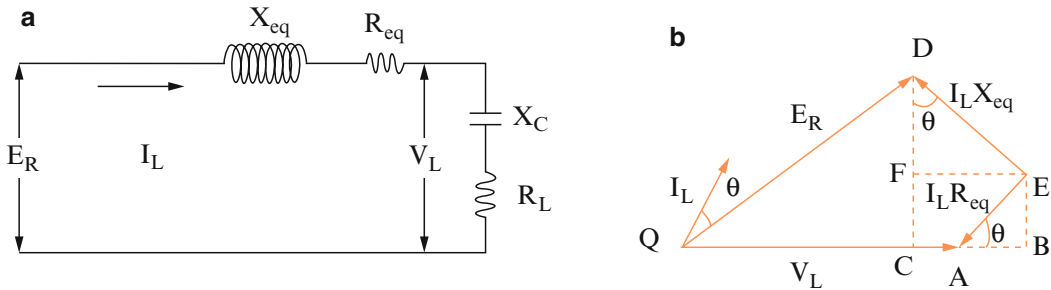 a
X_eq
R_eq
E_R
I_L
V_L
X_C
R_L
b
D
E_R
I_L X_eq
θ
I_L
θ
F
E
I_L R_eq
θ
Q
V_L
C
A
B